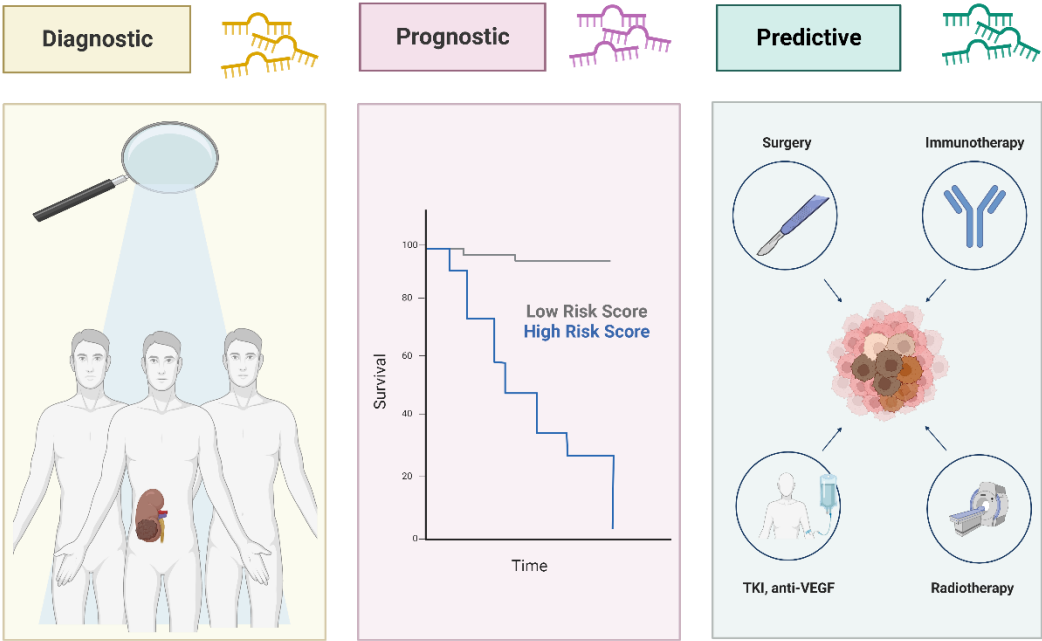 Diagnostic
Prognostic
Predictive
100
80
60
40
20
0
Survival
Time
Low Risk Score
High Risk Score
Surgery
Immunotherapy
TKI, anti-VEGF
Radiotherapy